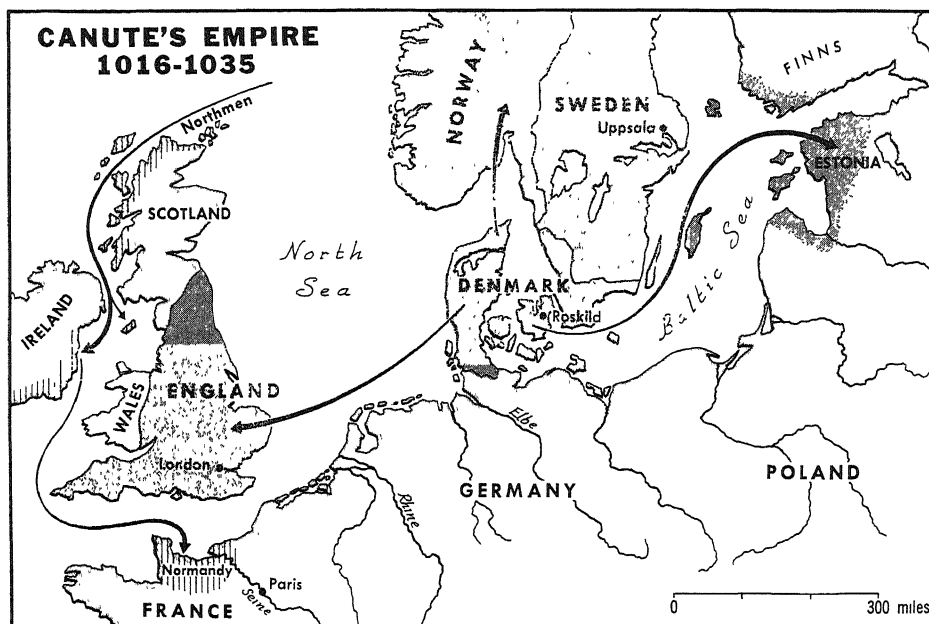 CANUTE'S EMPIRE
1016-1035
Northmen
SCOTLAND
IRELAND
WALES
ENGLAND
London
North
Sea
NORWAY
SWEDEN
Uppsala
FINNS
ESTONIA
Baltic Sea
DENMARK
Roskild
Elbe
GERMANY
POLAND
Rhine
Normandy
Seine
Paris
FRANCE
0 300 miles